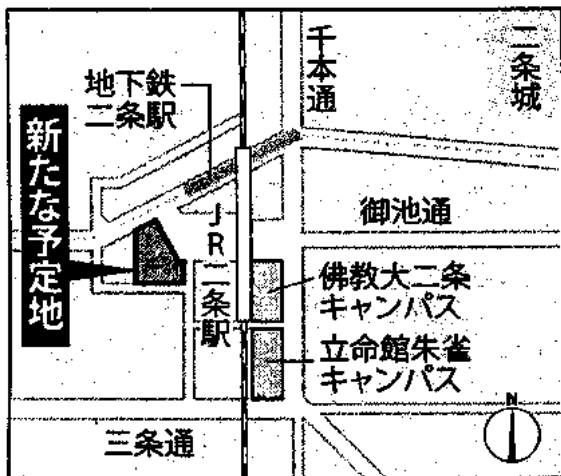 千本通
二条城
地下鉄
二条駅
新たな予定地
御池通
JR二条駅
佛教大二条
キャンパス
立命館朱雀
キャンパス
三条通
N